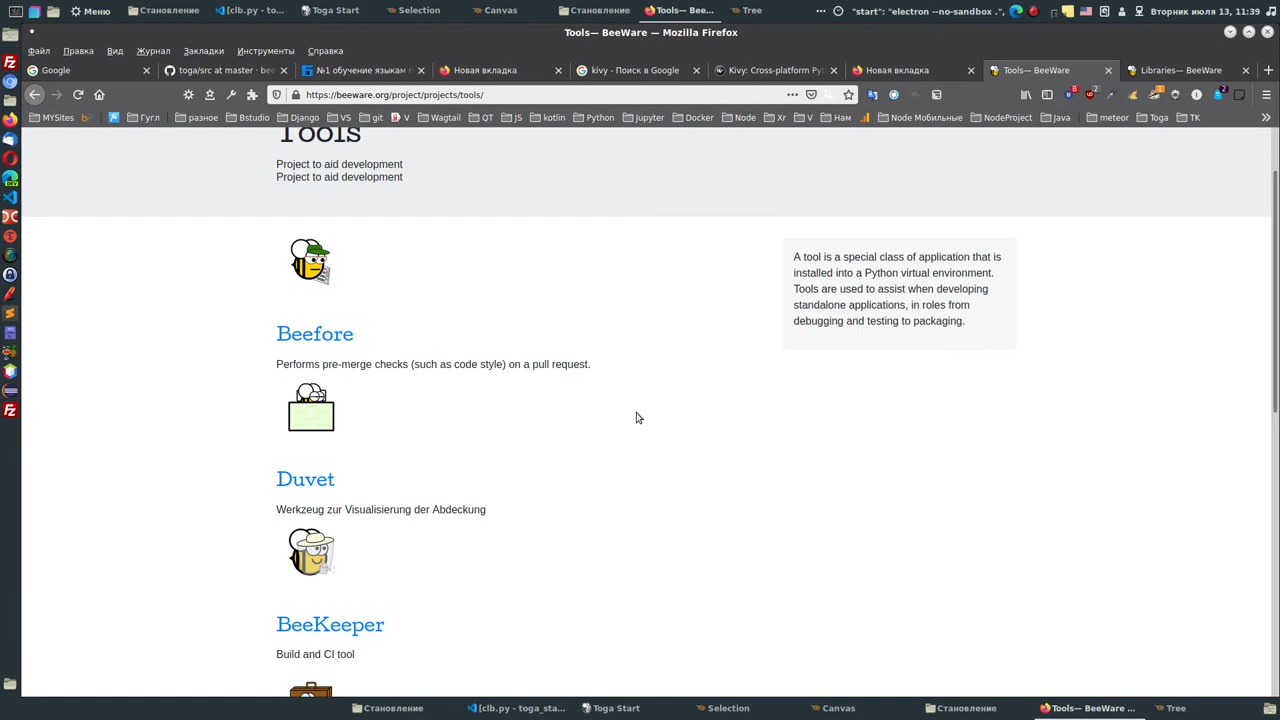 Меню
Становление
[clb.py - to...
Toga Start
Selection
Canvas
Становление
Tools— Bee...
Tree
"start": "electron --no-sandbox .",
Вторник июля 13, 11:39
Tools— BeeWare — Mozilla Firefox
Файл
Правка
Вид
Журнал
Закладки
Инструменты
Справка
Google
toga/src at master · bee
№1 обучение языкам п
Новая вкладка
kivy - Поиск в Google
Kivy: Cross-platform Py
Новая вкладка
Tools— BeeWare
Libraries— BeeWare
https://beeware.org/project/projects/tools/
MYSites
Гугл
разное
Bstudio
Django
VS
git
V
Wagtail
QT
JS
kotlin
Python
Jupyter
Docker
Node
Xr
V
Нам
Node Мобильные
NodeProject
Java
meteor
Toga
TK
Tools
Project to aid development
Project to aid development
A tool is a special class of application that is
installed into a Python virtual environment.
Tools are used to assist when developing
standalone applications, in roles from
debugging and testing to packaging.
Beefore
Performs pre-merge checks (such as code style) on a pull request.
Duvet
Werkzeug zur Visualisierung der Abdeckung
BeeKeeper
Build and CI tool
Становление
[clb.py - toga_sta...
Toga Start
Selection
Canvas
Становление
Tools— BeeWare ...
Tree